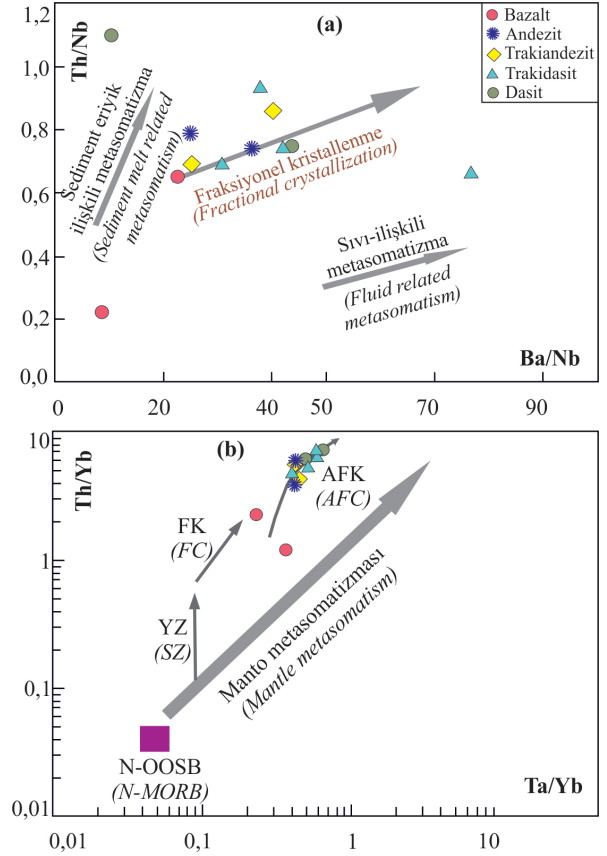 (a)
Bazalt
Andezit
Trakiandezit
Trakidasit
Dasit
Th/Nb
1,2
1,0
0,8
0,6
0,4
0,2
0,0
Sediment eriyik
ilişkili metasomatizma
(Sediment melt related
metasomatism)
Fraksiyonel kristallenme
(Fractional crystallization)
Sıvı-ilişkili
metasomatizma
(Fluid related
metasomatism)
Ba/Nb
0
20
40
50
70
90
(b)
Th/Yb
10
1
0,1
0,01
AFK
(AFC)
FK
(FC)
YZ
(SZ)
Manto metasomatizması
(Mantle metasomatism)
N-OOSB
(N-MORB)
Ta/Yb
0,01
0,1
1
10